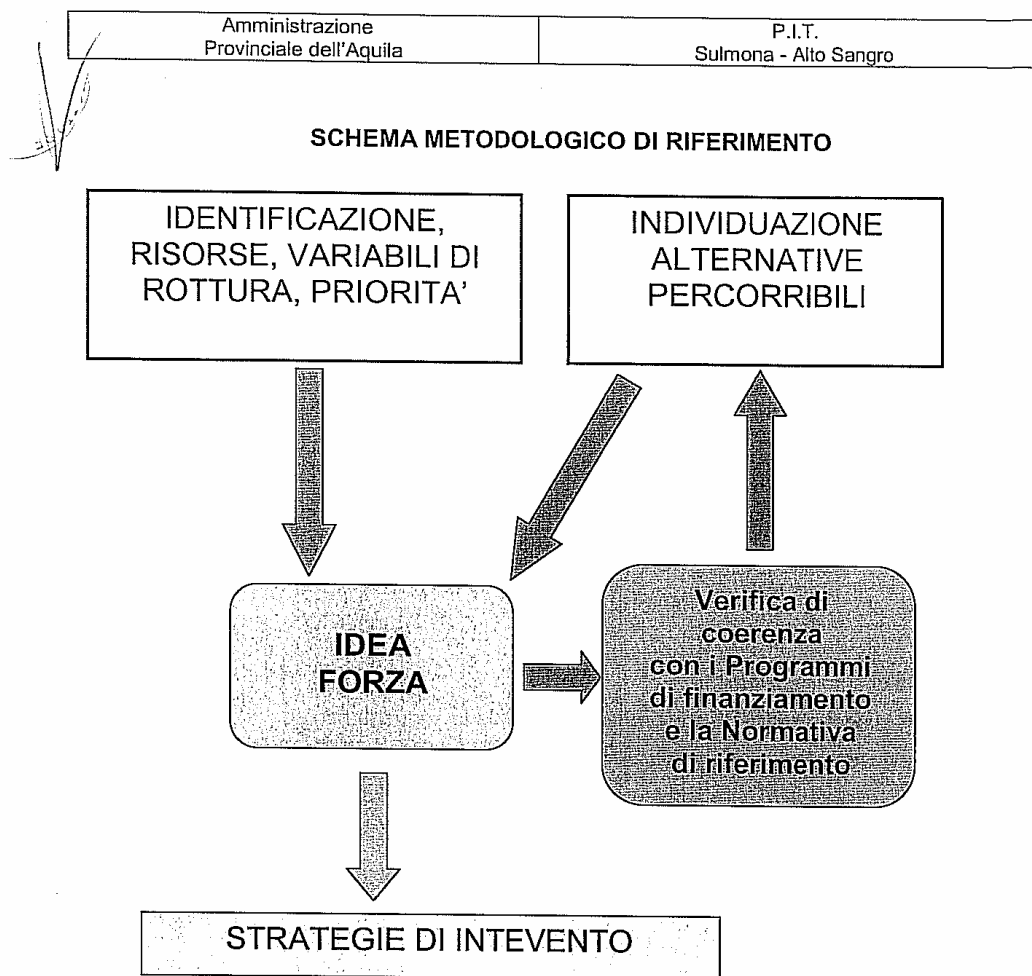 Amministrazione
Provinciale dell'Aquila
P.I.T.
Sulmona - Alto Sangro
SCHEMA METODOLOGICO DI RIFERIMENTO
IDENTIFICAZIONE,
RISORSE, VARIABILI DI
ROTTURA, PRIORITA'
INDIVIDUAZIONE
ALTERNATIVE
PERCORRIBILI
IDEA
FORZA
Verifica di
coerenza
con i Programmi
di finanziamento
e la Normativa
di riferimento
STRATEGIE DI INTEVENTO